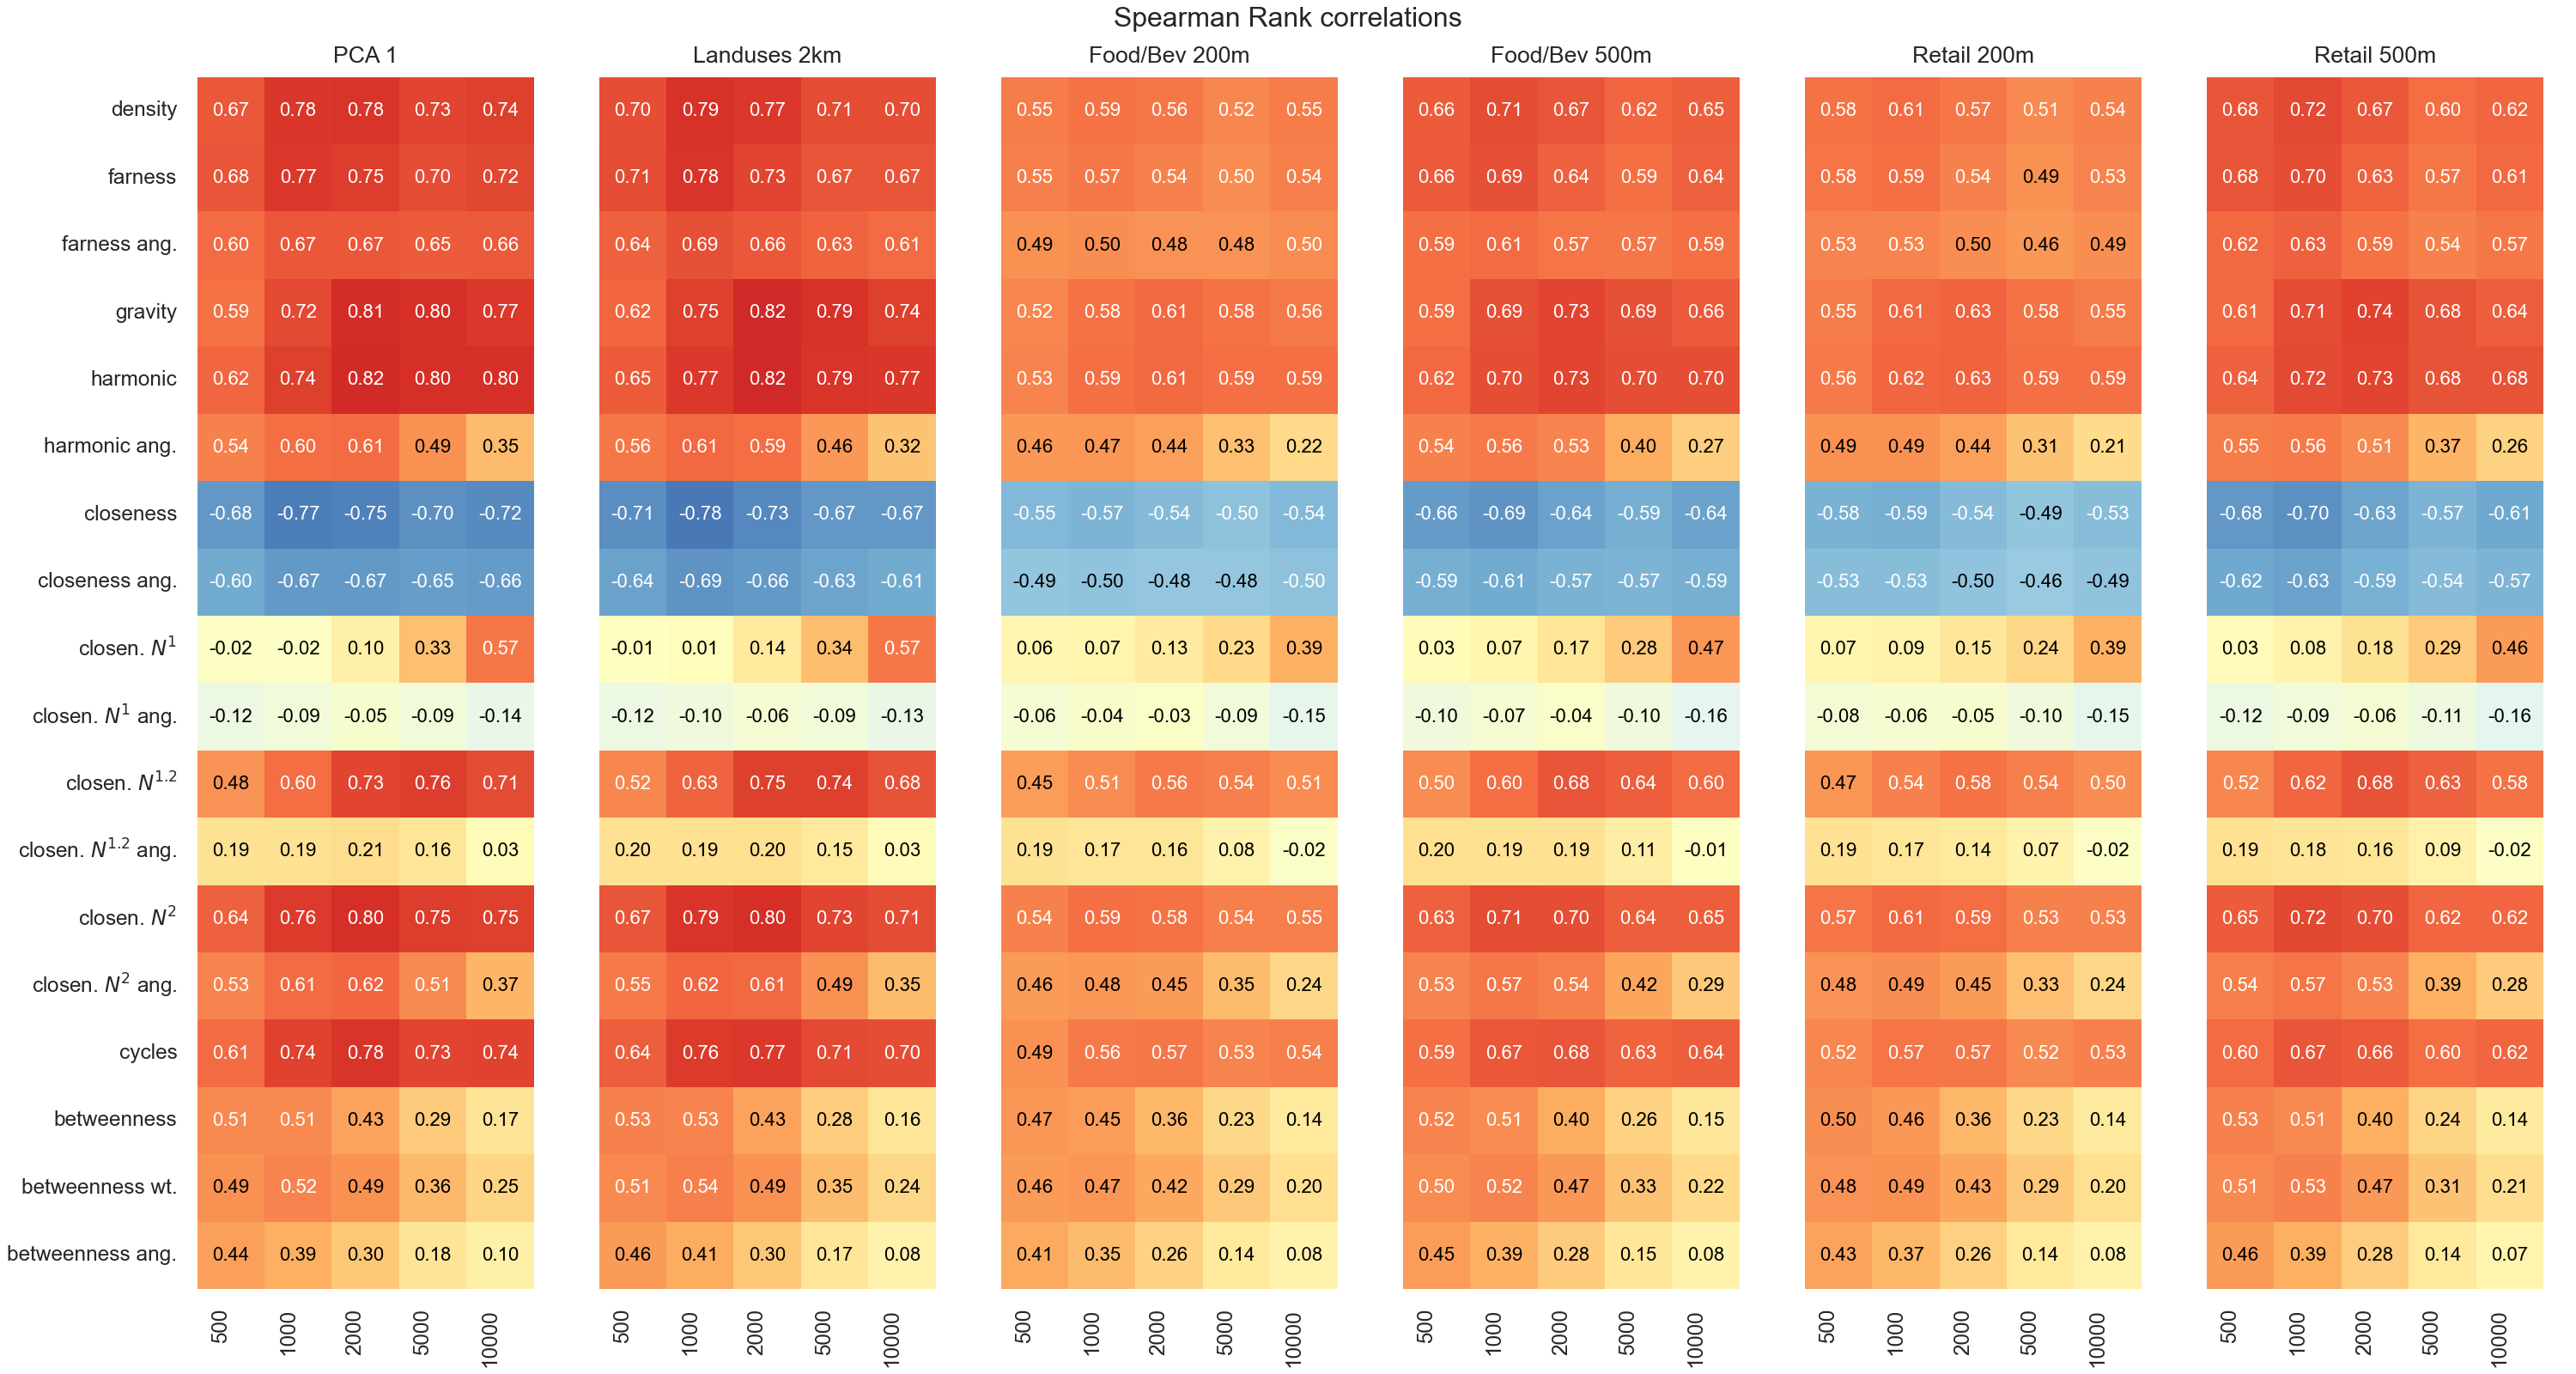 Spearman Rank correlations
PCA 1 Landuses 2km Food/Bev 200m Food/Bev 500m Retail 200m Retail 500m
density 0.67 0.78 0.78 0.73 0.74 0.70 0.79 0.77 0.71 0.70 0.55 0.59 0.56 0.52 0.55 0.66 0.71 0.67 0.62 0.65 0.58 0.61 0.57 0.51 0.54 0.68 0.72 0.67 0.60 0.62
farness 0.68 0.77 0.75 0.70 0.72 0.71 0.78 0.73 0.67 0.67 0.55 0.57 0.54 0.50 0.54 0.66 0.69 0.64 0.59 0.64 0.58 0.59 0.54 0.49 0.53 0.68 0.70 0.63 0.57 0.61
farness ang. 0.60 0.67 0.67 0.65 0.66 0.64 0.69 0.66 0.63 0.61 0.49 0.50 0.48 0.48 0.50 0.59 0.61 0.57 0.57 0.59 0.53 0.53 0.50 0.46 0.49 0.62 0.63 0.59 0.54 0.57
gravity 0.59 0.72 0.81 0.80 0.77 0.62 0.75 0.82 0.79 0.74 0.52 0.58 0.61 0.58 0.56 0.59 0.69 0.73 0.69 0.66 0.55 0.61 0.63 0.58 0.55 0.61 0.71 0.74 0.68 0.64
harmonic 0.62 0.74 0.82 0.80 0.80 0.65 0.77 0.82 0.79 0.77 0.53 0.59 0.61 0.59 0.59 0.62 0.70 0.73 0.70 0.70 0.56 0.62 0.63 0.59 0.59 0.64 0.72 0.73 0.68 0.68
harmonic ang. 0.54 0.60 0.61 0.49 0.35 0.56 0.61 0.59 0.46 0.32 0.46 0.47 0.44 0.33 0.22 0.54 0.56 0.53 0.40 0.27 0.49 0.49 0.44 0.31 0.21 0.55 0.56 0.51 0.37 0.26
closeness -0.68 -0.77 -0.75 -0.70 -0.72 -0.71 -0.78 -0.73 -0.67 -0.67 -0.55 -0.57 -0.54 -0.50 -0.54 -0.66 -0.69 -0.64 -0.59 -0.64 -0.58 -0.59 -0.54 -0.49 -0.53 -0.68 -0.70 -0.63 -0.57 -0.61
closeness ang. -0.60 -0.67 -0.67 -0.65 -0.66 -0.64 -0.69 -0.66 -0.63 -0.61 -0.49 -0.50 -0.48 -0.48 -0.50 -0.59 -0.61 -0.57 -0.57 -0.59 -0.53 -0.53 -0.50 -0.46 -0.49 -0.62 -0.63 -0.59 -0.54 -0.57
closen. N^1 -0.02 -0.02 0.10 0.33 0.57 -0.01 0.01 0.14 0.34 0.57 0.06 0.07 0.13 0.23 0.39 0.03 0.07 0.17 0.28 0.47 0.07 0.09 0.15 0.24 0.39 0.03 0.08 0.18 0.29 0.46
closen. N^1 ang. -0.12 -0.09 -0.05 -0.09 -0.14 -0.12 -0.10 -0.06 -0.09 -0.13 -0.06 -0.04 -0.03 -0.09 -0.15 -0.10 -0.07 -0.04 -0.10 -0.16 -0.08 -0.06 -0.05 -0.10 -0.15 -0.12 -0.09 -0.06 -0.11 -0.16
closen. N^1.2 0.48 0.60 0.73 0.76 0.71 0.52 0.63 0.75 0.74 0.68 0.45 0.51 0.56 0.54 0.51 0.50 0.60 0.68 0.64 0.60 0.47 0.54 0.58 0.54 0.50 0.52 0.62 0.68 0.63 0.58
closen. N^1.2 ang. 0.19 0.19 0.21 0.16 0.03 0.20 0.19 0.20 0.15 0.03 0.19 0.17 0.16 0.08 -0.02 0.20 0.19 0.19 0.11 -0.01 0.19 0.17 0.14 0.07 -0.02 0.19 0.18 0.16 0.09 -0.02
closen. N^2 0.64 0.76 0.80 0.75 0.75 0.67 0.79 0.80 0.73 0.71 0.54 0.59 0.58 0.54 0.55 0.63 0.71 0.70 0.64 0.65 0.57 0.61 0.59 0.53 0.53 0.65 0.72 0.70 0.62 0.62
closen. N^2 ang. 0.53 0.61 0.62 0.51 0.37 0.55 0.62 0.61 0.49 0.35 0.46 0.48 0.45 0.35 0.24 0.53 0.57 0.54 0.42 0.29 0.48 0.49 0.45 0.33 0.24 0.54 0.57 0.53 0.39 0.28
cycles 0.61 0.74 0.78 0.73 0.74 0.64 0.76 0.77 0.71 0.70 0.49 0.56 0.57 0.53 0.54 0.59 0.67 0.68 0.63 0.64 0.52 0.57 0.57 0.52 0.53 0.60 0.67 0.66 0.60 0.62
betweenness 0.51 0.51 0.43 0.29 0.17 0.53 0.53 0.43 0.28 0.16 0.47 0.45 0.36 0.23 0.14 0.52 0.51 0.40 0.26 0.15 0.50 0.46 0.36 0.23 0.14 0.53 0.51 0.40 0.24 0.14
betweenness wt. 0.49 0.52 0.49 0.36 0.25 0.51 0.54 0.49 0.35 0.24 0.46 0.47 0.42 0.29 0.20 0.50 0.52 0.47 0.33 0.22 0.48 0.49 0.43 0.29 0.20 0.51 0.53 0.47 0.31 0.21
betweenness ang. 0.44 0.39 0.30 0.18 0.10 0.46 0.41 0.30 0.17 0.08 0.41 0.35 0.26 0.14 0.08 0.45 0.39 0.28 0.15 0.08 0.43 0.37 0.26 0.14 0.08 0.46 0.39 0.28 0.14 0.07
500 1000 2000 5000 10000 500 1000 2000 5000 10000 500 1000 2000 5000 10000 500 1000 2000 5000 10000 500 1000 2000 5000 10000 500 1000 2000 5000 10000